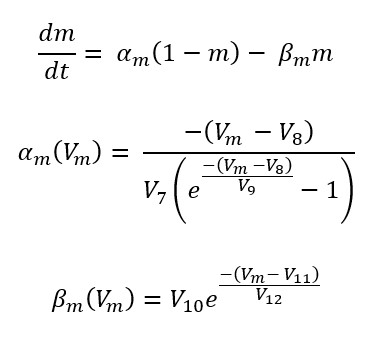 dm/dt = α_m(1 − m) − β_m m
α_m(V_m) = −(V_m − V_8) / V_7(e^(−(V_m − V_8)/V_9) − 1)
β_m(V_m) = V_10 e^(−(V_m − V_11)/V_12)